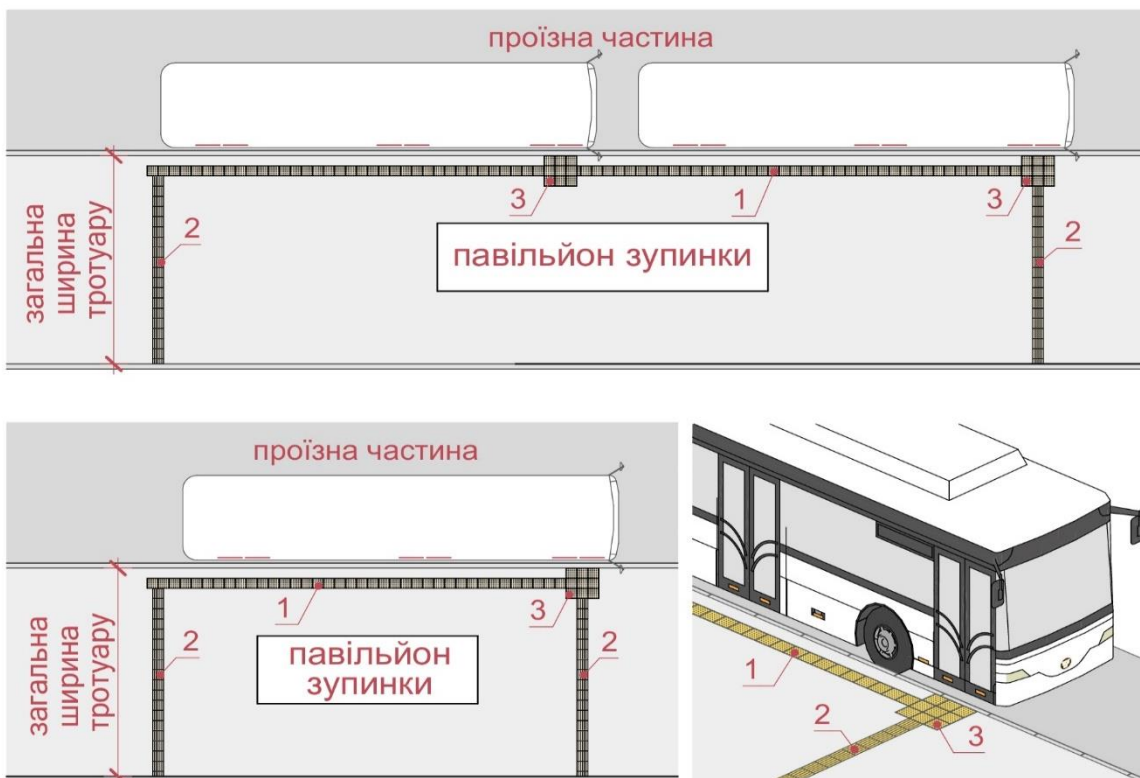 проїзна частина
загальна
ширина
тротуару
2
3
1
3
2
павільйон зупинки
проїзна частина
загальна
ширина
тротуару
2
1
3
2
павільйон
зупинки
1
2
3